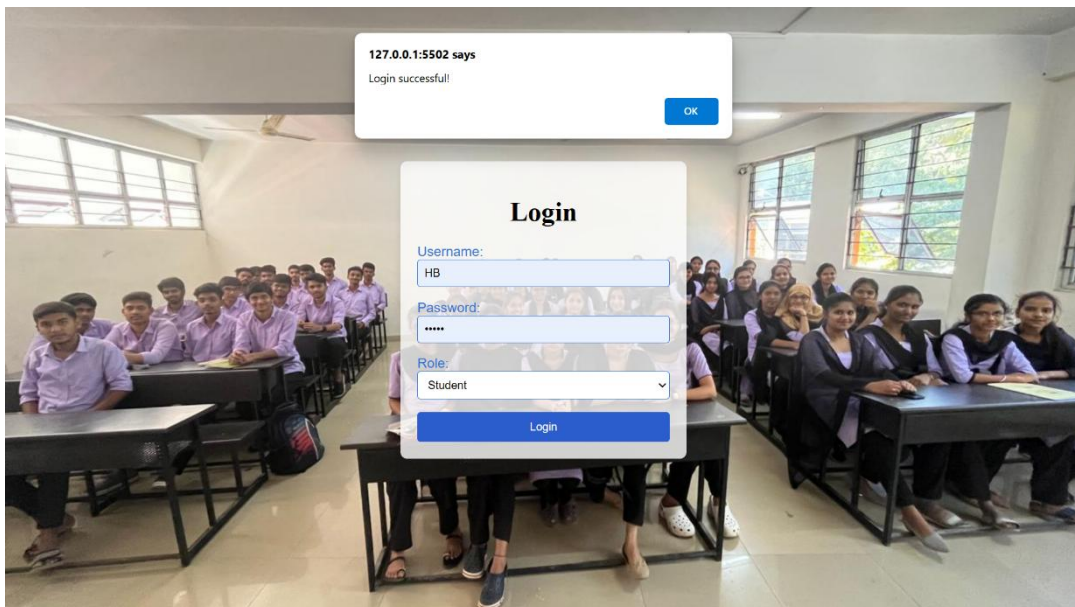 127.0.0.1:5502 says
Login successful!
OK
Login
Username:
HB
Password:
•••••
Role:
Student
Login